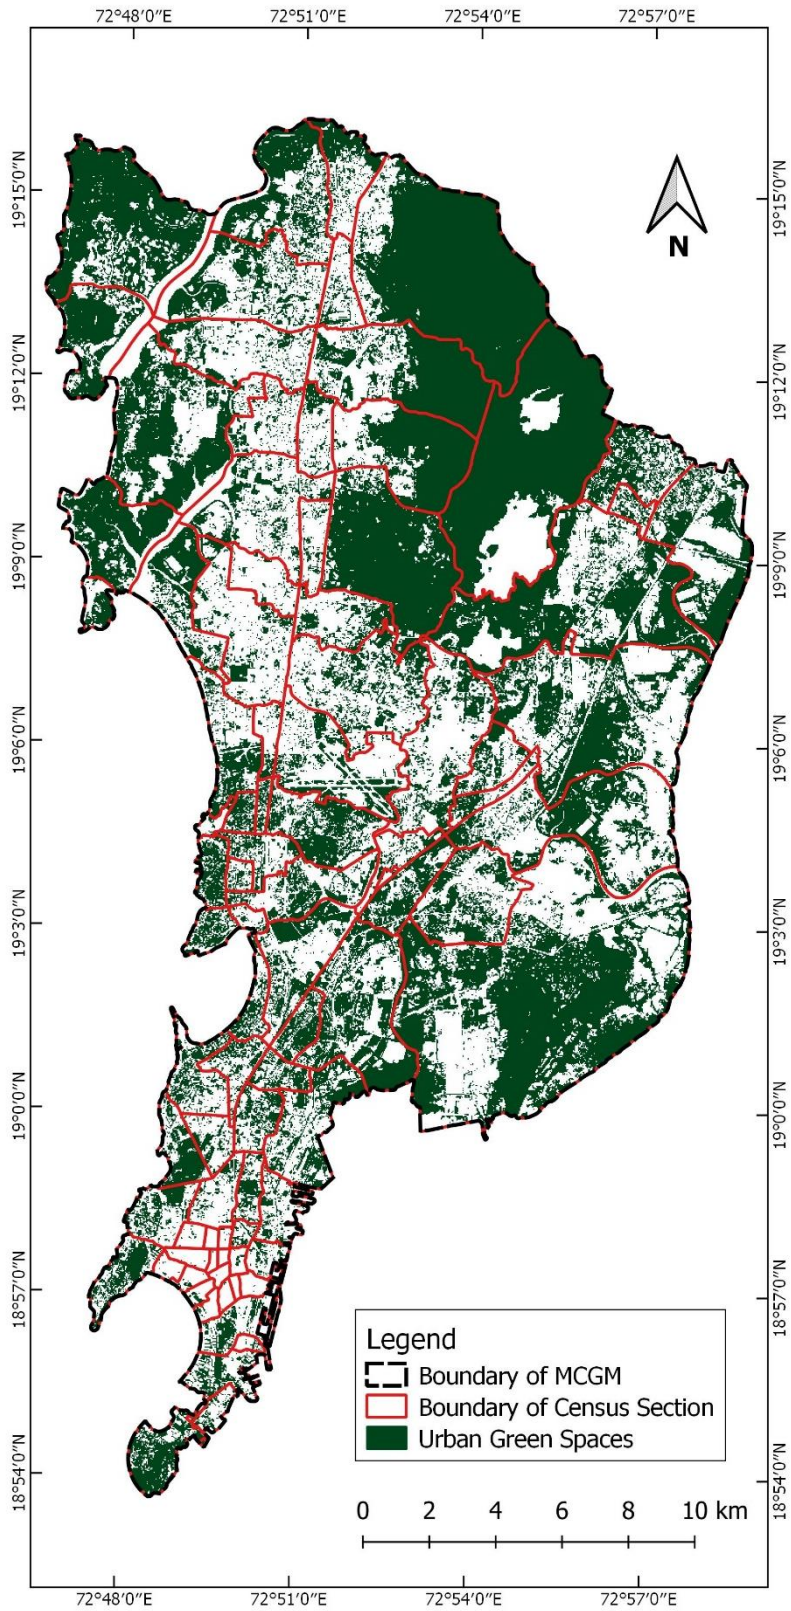 72°48′0″E 72°51′0″E 72°54′0″E 72°57′0″E
19°15′0″N 19°15′0″N
N
19°12′0″N 19°12′0″N
19°9′0″N 19°9′0″N
19°6′0″N 19°6′0″N
19°3′0″N 19°3′0″N
19°0′0″N 19°0′0″N
18°57′0″N 18°57′0″N
Legend
Boundary of MCGM
Boundary of Census Section
Urban Green Spaces
18°54′0″N 18°54′0″N
0 2 4 6 8 10 km
72°48′0″E 72°51′0″E 72°54′0″E 72°57′0″E